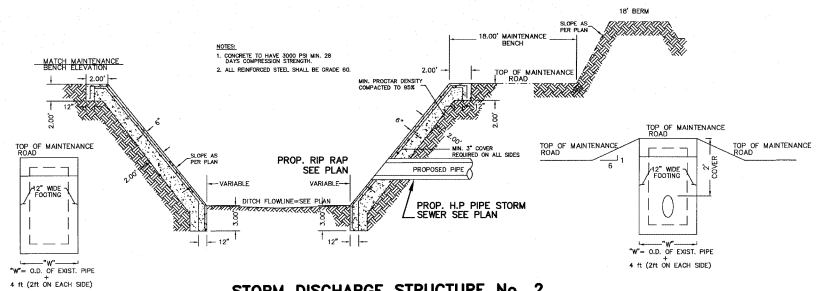 18' BERM
SLOPE AS
PER PLAN
18.00' MAINTENANCE
BENCH
NOTES:
1. CONCRETE TO HAVE 3000 PSI MIN. 28
DAYS COMPRESSION STRENGTH.
2. ALL REINFORCED STEEL SHALL BE GRADE 60.
MATCH MAINTENANCE
BENCH ELEVATION
2.00'
2.00'
TOP OF MAINTENANCE
ROAD
MIN. PROCTAR DENSITY
COMPACTED TO 95%
12"
2.00'
12"
2.00'
6"
6"
2.00'
2.00'
SLOPE AS
PER PLAN
MIN. 3" COVER
REQUIRED ON ALL SIDES
PROP. RIP RAP
SEE PLAN
PROPOSED PIPE
VARIABLE
VARIABLE
DITCH FLOWLINE=SEE PLAN
PROP. H.P PIPE STORM
SEWER SEE PLAN
3.00'
3.00'
12"
12"
TOP OF MAINTENANCE
ROAD
12" WIDE
FOOTING
"W"
"W"= O.D. OF EXIST. PIPE
+
4 ft (2ft ON EACH SIDE)
TOP OF MAINTENANCE
ROAD
TOP OF MAINTENANCE
ROAD
TOP OF MAINTENANCE
ROAD
6
1
12" WIDE
FOOTING
2'
COVER
"W"
"W"= O.D. OF EXIST. PIPE
+
4 ft (2ft ON EACH SIDE)
STORM DISCHARGE STRUCTURE No. 2